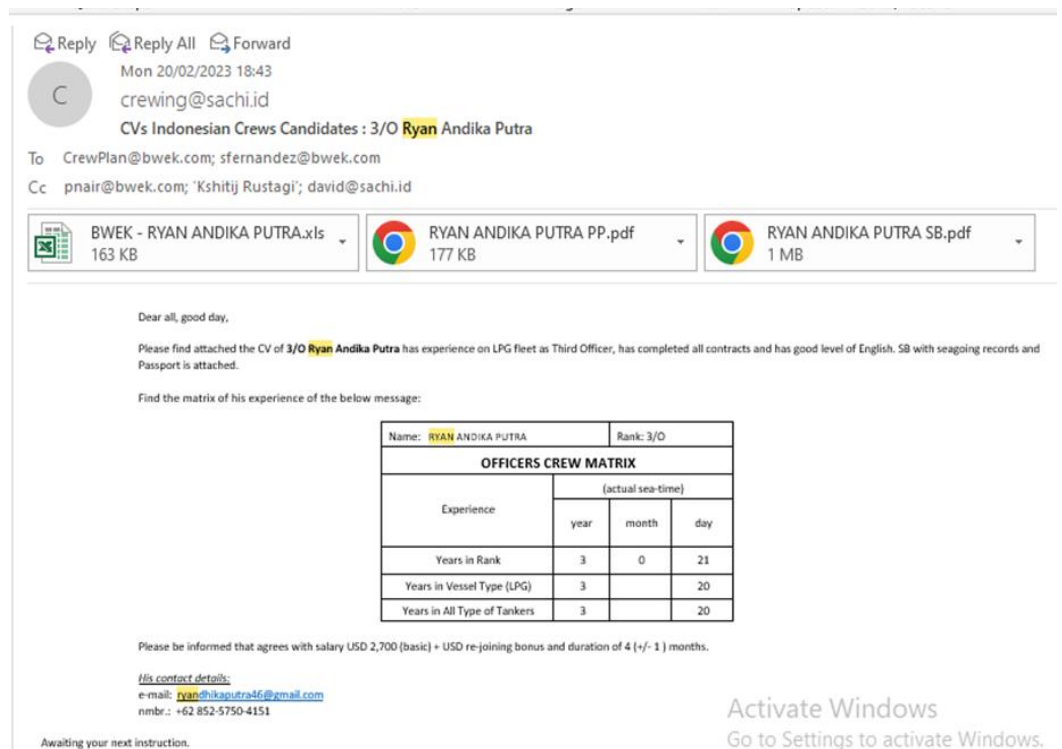 Reply Reply All Forward
Mon 20/02/2023 18:43
C
crewing@sachi.id
CVs Indonesian Crews Candidates : 3/O Ryan Andika Putra
To CrewPlan@bwek.com; sfernandez@bwek.com
Cc pnair@bwek.com; 'Kshitij Rustagi'; david@sachi.id
BWEK - RYAN ANDIKA PUTRA.xls
163 KB
RYAN ANDIKA PUTRA PP.pdf
177 KB
RYAN ANDIKA PUTRA SB.pdf
1 MB
Dear all, good day,
Please find attached the CV of 3/O Ryan Andika Putra has experience on LPG fleet as Third Officer, has completed all contracts and has good level of English. SB with seagoing records and
Passport is attached.
Find the matrix of his experience of the below message:
Name: RYAN ANDIKA PUTRA Rank: 3/O
OFFICERS CREW MATRIX
Experience
(actual sea-time)
year month day
Years in Rank 3 0 21
Years in Vessel Type (LPG) 3 20
Years in All Type of Tankers 3 20
Please be informed that agrees with salary USD 2,700 (basic) + USD re-joining bonus and duration of 4 (+/- 1 ) months.
His contact details:
e-mail: ryandhikaputra46@gmail.com
nmbr.: +62 852-5750-4151
Awaiting your next instruction.
Activate Windows
Go to Settings to activate Windows.